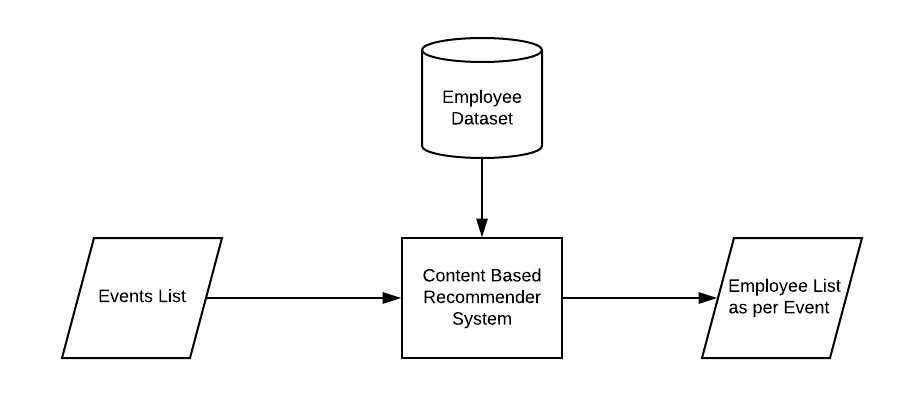 Employee
Dataset
Events List
Content Based
Recommender
System
Employee List
as per Event